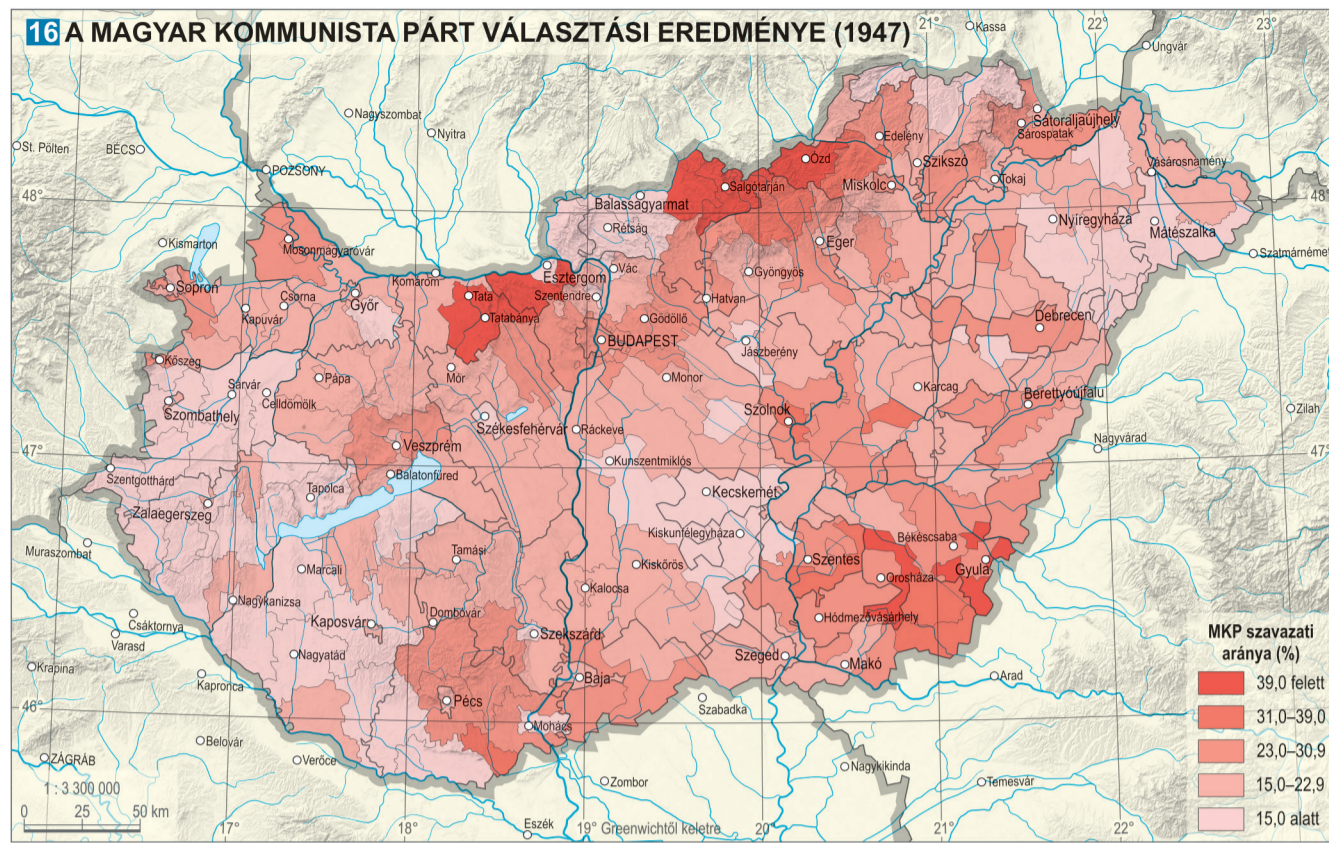 16 A MAGYAR KOMMUNISTA PÁRT VÁLASZTÁSI EREDMÉNYE (1947)
21°
22°
23°
Kassa
Ungvár
Nagyszombat
Nyitra
St. Pölten
BÉCS
POZSONY
Sátoraljaújhely
Sárospatak
Edelény
Ózd
Szikszó
Vásárosnamény
Tokaj
Miskolc
Salgótarján
48°
48°
Balassagyarmat
Rétság
Nyíregyháza
Mátészalka
Kismarton
Mosonmagyaróvár
Eger
Szatmárnémeti
Komárom
Esztergom
Vác
Gyöngyös
Sopron
Csorna
Győr
Tata
Szentendre
Hatvan
Kapuvár
Tatabánya
Gödöllő
Debrecen
BUDAPEST
Jászberény
Kőszeg
Mór
Pápa
Monor
Karcag
Sárvár
Celldömölk
Berettyóújfalu
Szombathely
Székesfehérvár
Szolnok
Zilah
Ráckeve
Veszprém
Nagyvárad
47°
47°
Szentgotthárd
Balatonfüred
Kunszentmiklós
Tapolca
Kecskemét
Zalaegerszeg
Kiskunfélegyháza
Békéscsaba
Muraszombat
Tamási
Szentes
Gyula
Marcali
Kiskőrös
Orosháza
Nagykanizsa
Kalocsa
Csáktornya
Dombóvár
Hódmezővásárhely
Kaposvár
Varasd
Szekszárd
Krapina
Nagyatád
Szeged
Makó
Kapronca
Baja
Arad
Pécs
Szabadka
46°
46°
Mohács
Belovár
ZÁGRÁB
Verőce
Nagykikinda
Zombor
Temesvár
1 : 3 300 000
0 25 50 km
17°
18°
19° Greenwichtől keletre
20°
21°
22°
Eszék
MKP szavazati
aránya (%)
39,0 felett
31,0–39,0
23,0–30,9
15,0–22,9
15,0 alatt